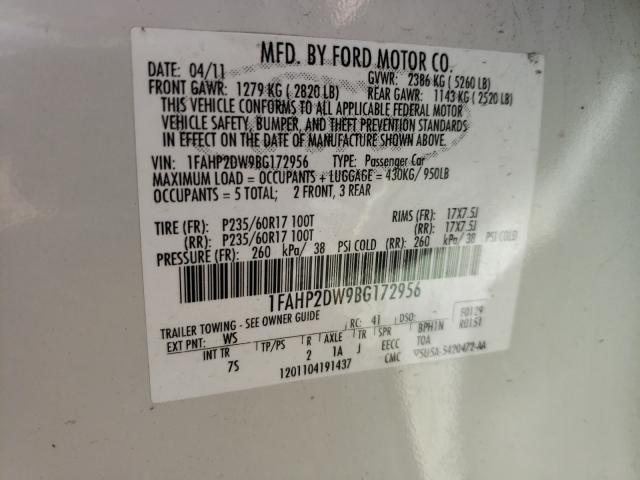 MFD. BY FORD MOTOR CO.
DATE: 04/11 GVWR: 2386 KG ( 5260 LB)
FRONT GAWR: 1279 KG ( 2820 LB) REAR GAWR: 1143 KG ( 2520 LB)
THIS VEHICLE CONFORMS TO ALL APPLICABLE FEDERAL MOTOR
VEHICLE SAFETY, BUMPER, AND THEFT PREVENTION STANDARDS
IN EFFECT ON THE DATE OF MANUFACTURE SHOWN ABOVE.
VIN: 1FAHP2DW9BG172956 TYPE: Passenger Car
MAXIMUM LOAD = OCCUPANTS + LUGGAGE = 430KG/ 950LB
OCCUPANTS = 5 TOTAL; 2 FRONT, 3 REAR
TIRE (FR): P235/60R17 100T RIMS (FR): 17X7.5J
(RR): P235/60R17 100T (RR): 17X7.5J
PRESSURE (FR): 260 kPa/ 38 PSI COLD (RR): 260 kPa/ 38 PSI COLD
1FAHP2DW9BG172956
TRAILER TOWING - SEE OWNER GUIDE
F0129
RC: 41 DSO: R0151
EXT PNT: WS
INT TR TP/PS R AXLE TR SPR BPHIN
7S 2 1A J EECC TOA
CMC
1201104191437